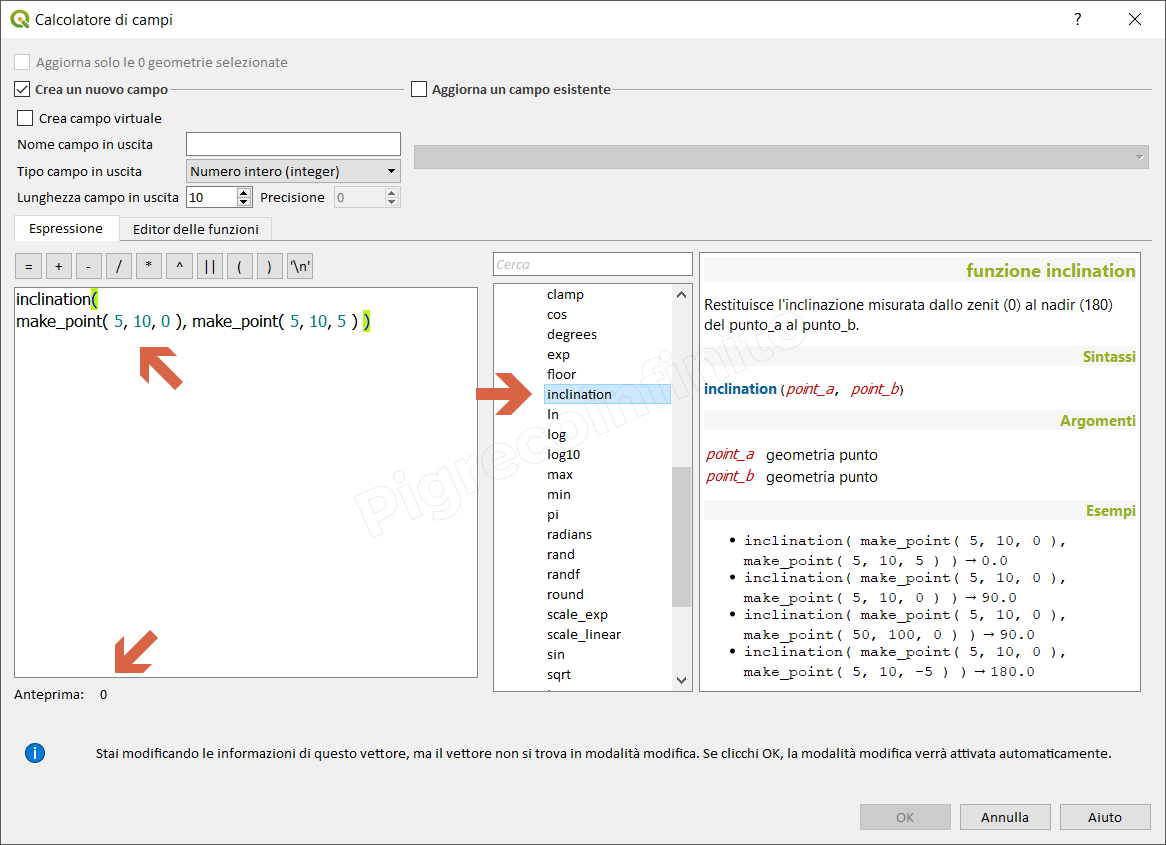 Calcolatore di campi
?
Aggiorna solo le 0 geometrie selezionate
Crea un nuovo campo
Aggiorna un campo esistente
Crea campo virtuale
Nome campo in uscita
Tipo campo in uscita
Numero intero (integer)
Lunghezza campo in uscita
10
Precisione
0
Espressione
Editor delle funzioni
= + - / * ^ || ( ) '\n'
inclination(
make_point( 5, 10, 0 ), make_point( 5, 10, 5 ) )
Anteprima: 0
Cerca
clamp
cos
degrees
exp
floor
inclination
ln
log
log10
max
min
pi
radians
rand
randf
round
scale_exp
scale_linear
sin
sqrt
funzione inclination
Restituisce l'inclinazione misurata dallo zenit (0) al nadir (180)
del punto_a al punto_b.
Sintassi
inclination (point_a, point_b)
Argomenti
point_a geometria punto
point_b geometria punto
Esempi
• inclination( make_point( 5, 10, 0 ),
make_point( 5, 10, 5 ) ) → 0.0
• inclination( make_point( 5, 10, 0 ),
make_point( 5, 10, 0 ) ) → 90.0
• inclination( make_point( 5, 10, 0 ),
make_point( 50, 100, 0 ) ) → 90.0
• inclination( make_point( 5, 10, 0 ),
make_point( 5, 10, -5 ) ) → 180.0
Pigrecoinfinito
Stai modificando le informazioni di questo vettore, ma il vettore non si trova in modalità modifica. Se clicchi OK, la modalità modifica verrà attivata automaticamente.
OK
Annulla
Aiuto